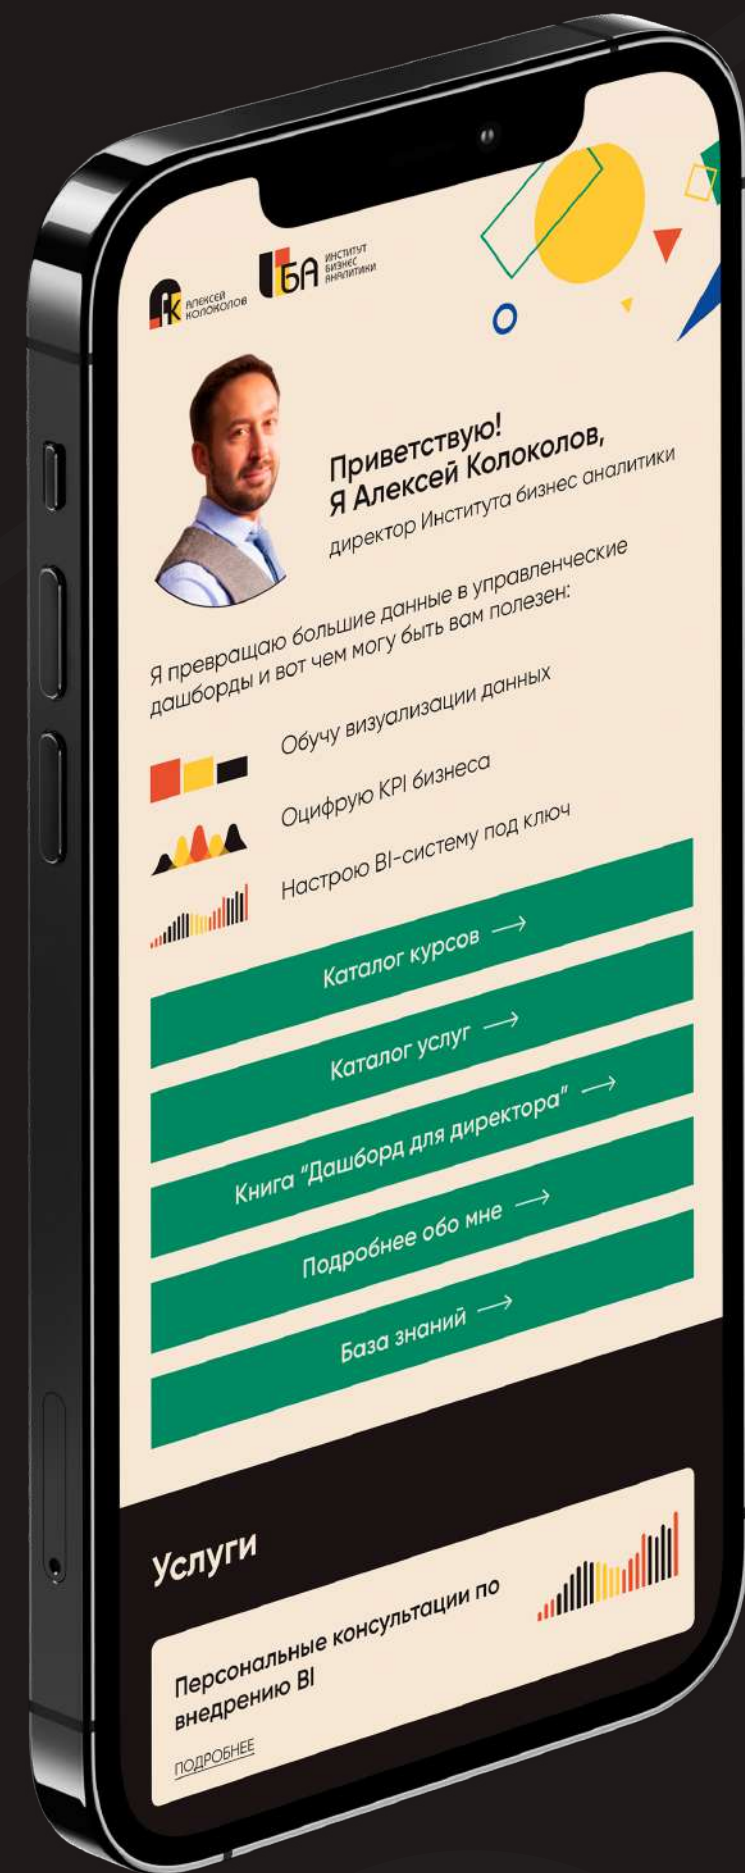 АЛЕКСЕЙ
КОЛОКОЛОВ
ИБА
ИНСТИТУТ
БИЗНЕС
АНАЛИТИКИ
Приветствую!
Я Алексей Колоколов,
директор Института бизнес аналитики
Я превращаю большие данные в управленческие
дашборды и вот чем могу быть вам полезен:
Обучу визуализации данных
Оцифрую KPI бизнеса
Настрою BI-систему под ключ
Каталог курсов →
Каталог услуг →
Книга “Дашборд для директора” →
Подробнее обо мне →
База знаний →
Услуги
Персональные консультации по
внедрению BI
ПОДРОБНЕЕ